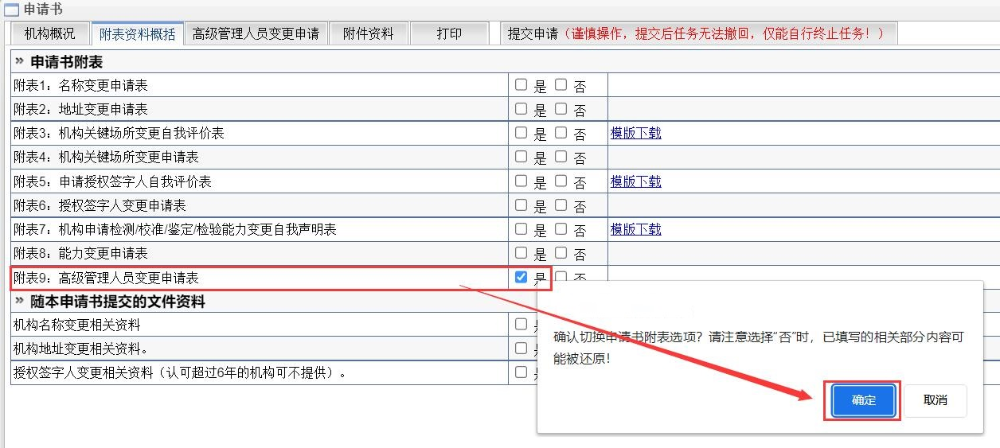 申请书
机构概况 附表资料概括 高级管理人员变更申请 附件资料 打印 提交申请（谨慎操作，提交后任务无法撤回，仅能自行终止任务！）
» 申请书附表
附表1：名称变更申请表 是 否
附表2：地址变更申请表 是 否
附表3：机构关键场所变更自我评价表 是 否 模版下载
附表4：机构关键场所变更申请表 是 否
附表5：申请授权签字人自我评价表 是 否 模版下载
附表6：授权签字人变更申请表 是 否
附表7：机构申请检测/校准/鉴定/检验能力变更自我声明表 是 否 模版下载
附表8：能力变更申请表 是 否
附表9：高级管理人员变更申请表 是 否
» 随本申请书提交的文件资料
机构名称变更相关资料
机构地址变更相关资料。
授权签字人变更相关资料（认可超过6年的机构可不提供）。
确认切换申请书附表选项？请注意选择“否”时，已填写的相关部分内容可
能被还原！
确定 取消